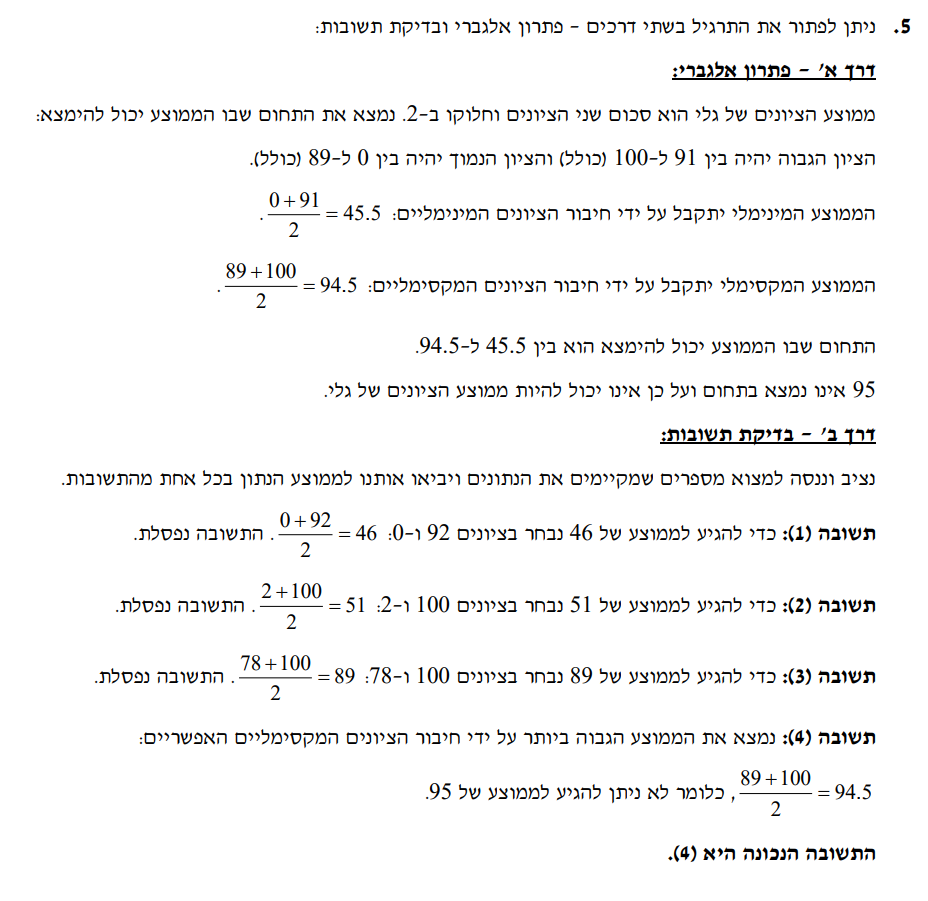 5. ניתן לפתור את התרגיל בשתי דרכים – פתרון אלגברי ובדיקת תשובות:
דרך א' – פתרון אלגברי:
ממוצע הציונים של גלי הוא סכום שני הציונים וחלוקו ב-2. נמצא את התחום שבו הממוצע יכול להימצא:
הציון הגבוה יהיה בין 91 ל-100 (כולל) והציון הנמוך יהיה בין 0 ל-89 (כולל).
הממוצע המינימלי יתקבל על ידי חיבור הציונים המינימליים: \frac{0+91}{2} = 45.5.
הממוצע המקסימלי יתקבל על ידי חיבור הציונים המקסימליים: \frac{89+100}{2} = 94.5.
התחום שבו הממוצע יכול להימצא הוא בין 45.5 ל-94.5.
95 אינו נמצא בתחום ועל כן אינו יכול להיות ממוצע הציונים של גלי.
דרך ב' – בדיקת תשובות:
נציב וננסה למצוא מספרים שמקיימים את הנתונים ויביאו אותנו לממוצע הנתון בכל אחת מהתשובות.
תשובה (1): כדי להגיע לממוצע של 46 נבחר בציונים 92 ו-0: \frac{0+92}{2} = 46. התשובה נפסלת.
תשובה (2): כדי להגיע לממוצע של 51 נבחר בציונים 100 ו-2: \frac{2+100}{2} = 51. התשובה נפסלת.
תשובה (3): כדי להגיע לממוצע של 89 נבחר בציונים 100 ו-78: \frac{78+100}{2} = 89. התשובה נפסלת.
תשובה (4): נמצא את הממוצע הגבוה ביותר על ידי חיבור הציונים המקסימליים האפשריים:
\frac{89+100}{2} = 94.5, כלומר לא ניתן להגיע לממוצע של 95.
התשובה הנכונה היא (4).